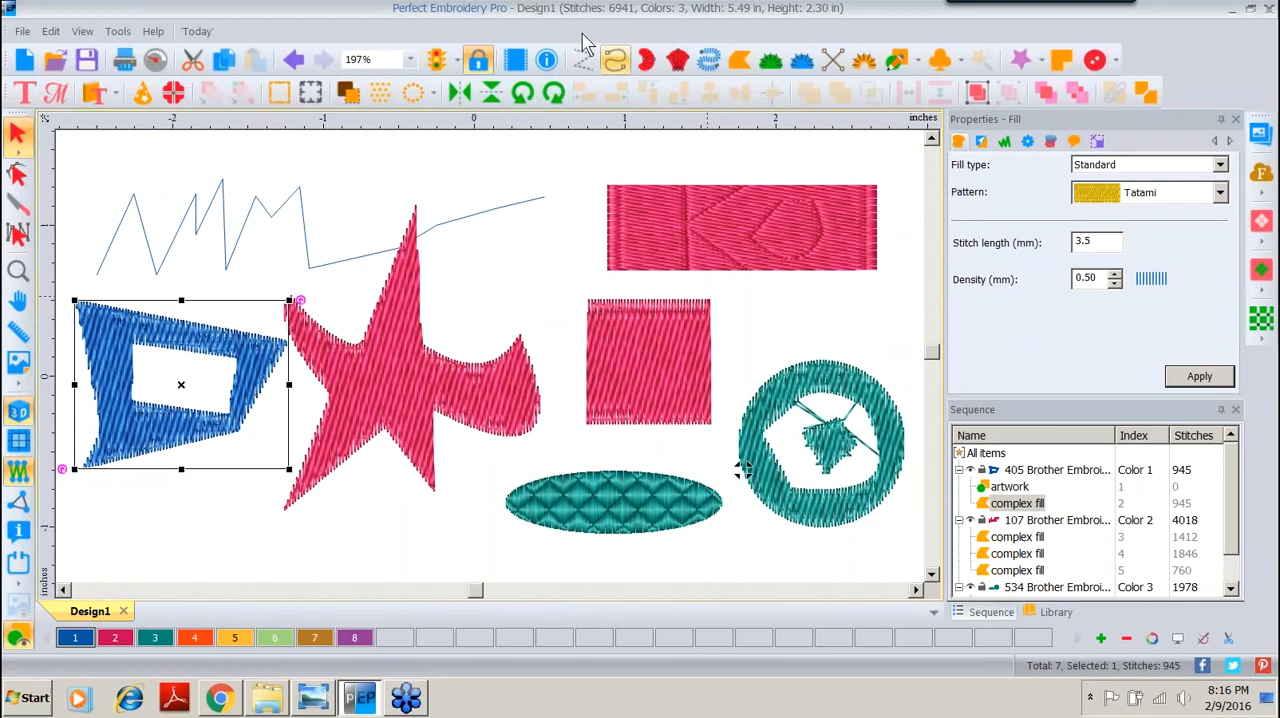 Perfect Embroidery Pro - Design1 (Stitches: 6941, Colors: 3, Width: 5.49 in, Height: 2.30 in)
File Edit View Tools Help 'Today'
197%
-2 -1 0 1 2 inches
Properties - Fill
Fill type: Standard
Pattern: Tatami
Stitch length (mm): 3.5
Density (mm): 0.50
Apply
Sequence
Name Index Stitches
All items
405 Brother Embroi... Color 1 945
artwork 1 0
complex fill 2 945
107 Brother Embroi... Color 2 4018
complex fill 3 1412
complex fill 4 1846
complex fill 5 760
534 Brother Embroi... Color 3 1978
0
inches
Design1
Sequence Library
1 2 3 4 5 6 7 8
Total: 7, Selected: 1, Stitches: 945
Start
8:16 PM
2/9/2016